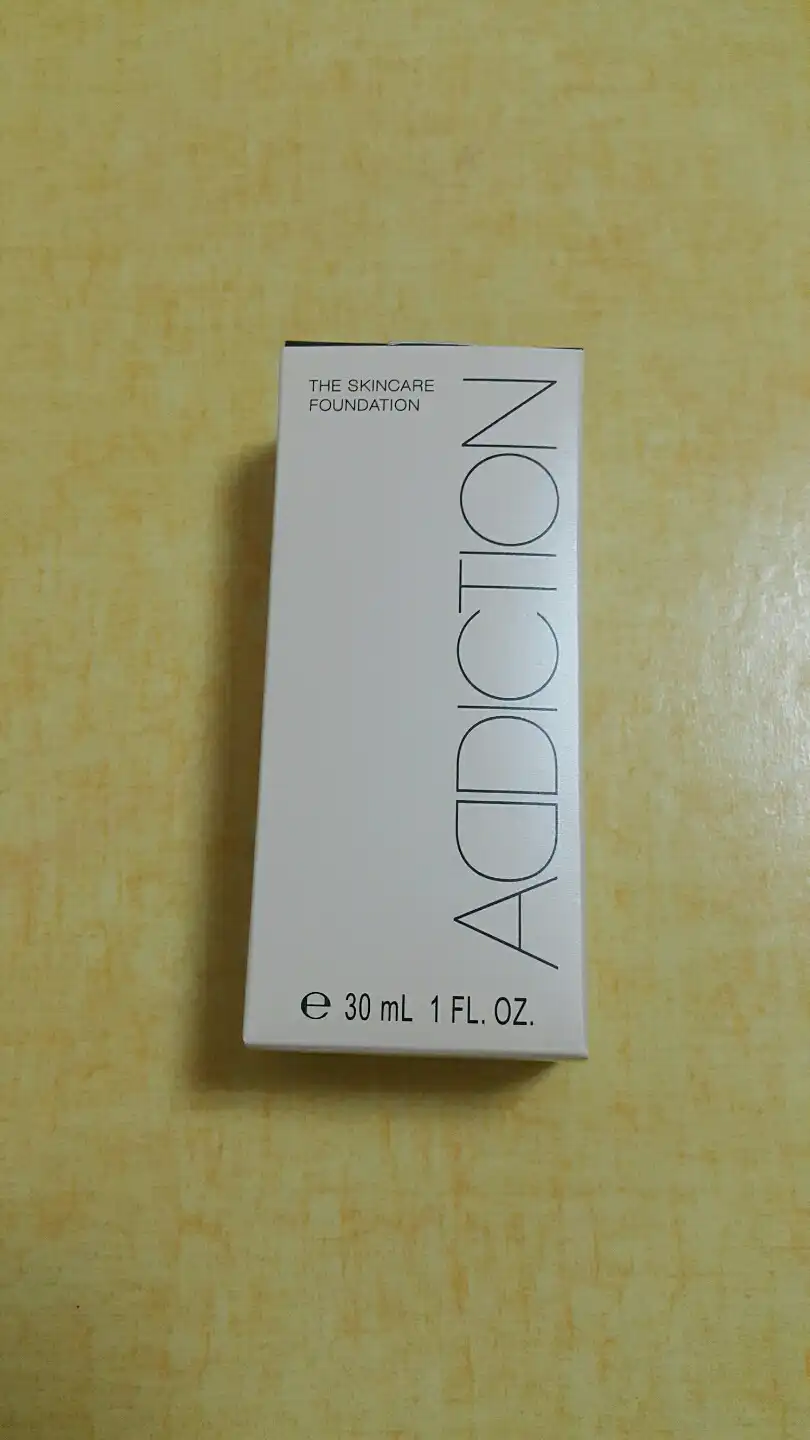 THE SKINCARE
FOUNDATION
ADDICTION
℮ 30 mL 1 FL. OZ.